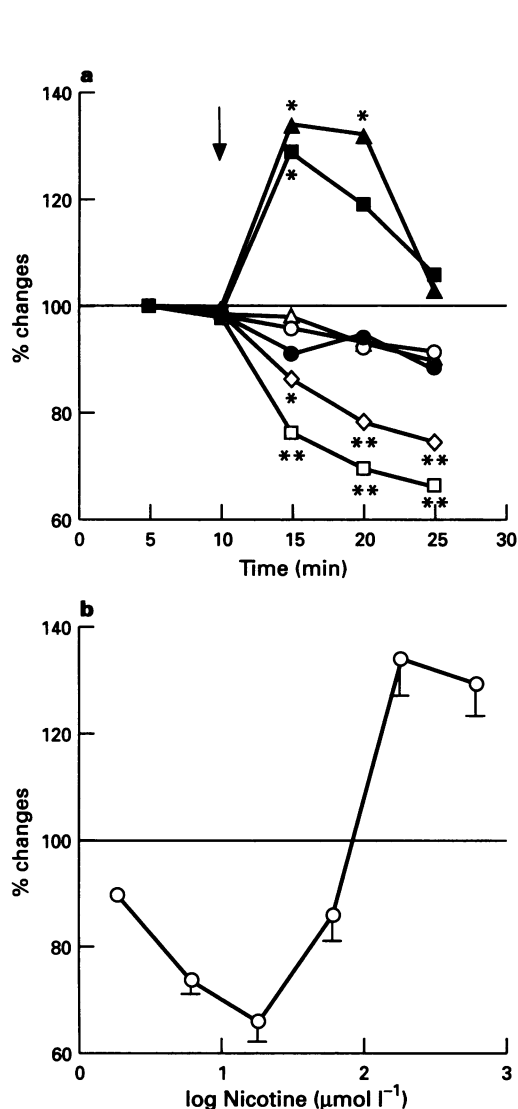 a
140
120
100
80
60
% changes
* *
*
*
** ** **
** ** **
0 5 10 15 20 25 30
Time (min)
b
140
120
100
80
60
% changes
0 1 2 3
log Nicotine (μmol l⁻¹)